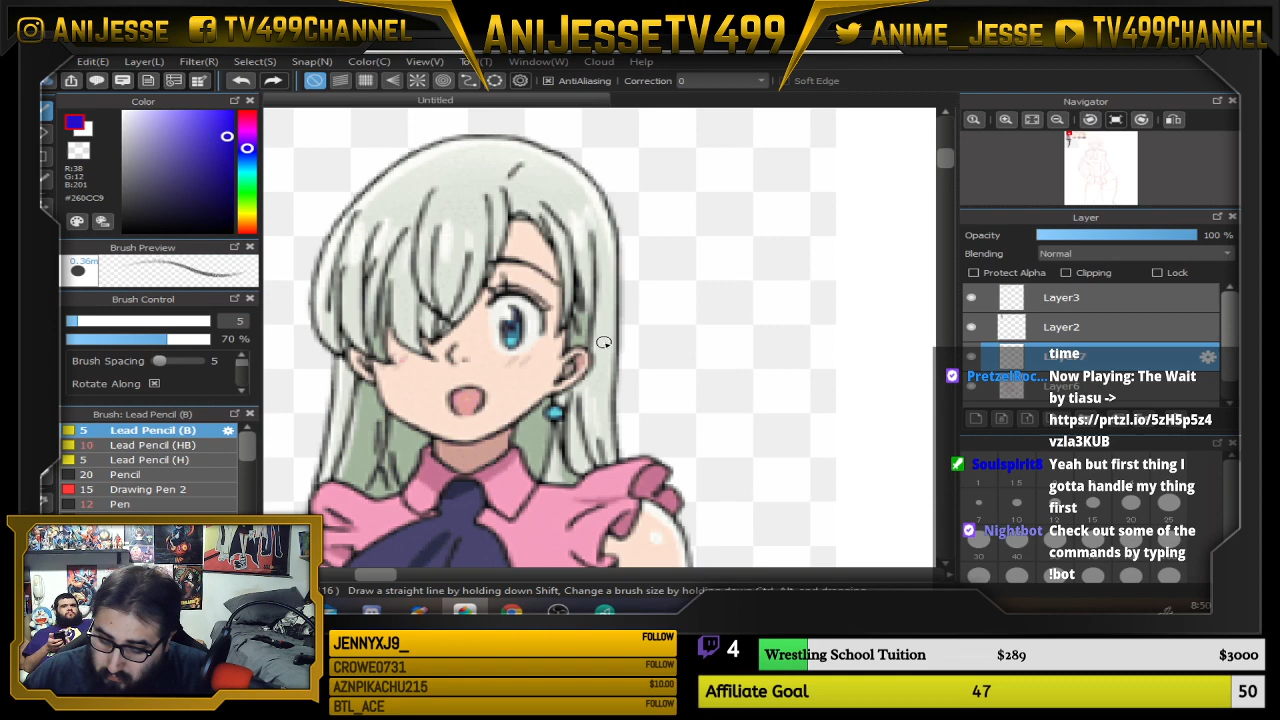 AniJesse
TV499Channel
AniJesseTV499
Anime_Jesse
TV499Channel
Edit(E)
Layer(L)
Filter(R)
Select(S)
Snap(N)
Color(C)
View(V)
Window(W)
Cloud
Help
AntiAliasing
Correction 0
Soft Edge
Color
Untitled
Navigator
R:38
G:12
B:201
#260CC9
Brush Preview
0.36m
Brush Control
5
70 %
Brush Spacing 5
Rotate Along
Brush: Lead Pencil (B)
5 Lead Pencil (B)
10 Lead Pencil (HB)
5 Lead Pencil (H)
20 Pencil
15 Drawing Pen 2
12 Pen
Layer
Opacity 100 %
Blending Normal
Protect Alpha Clipping Lock
Layer3
Layer2
time
PretzelRoc... Now Playing: The Wait
by tiasu ->
https://prtzl.io/5zH5p5z4
vzla3KUB
Soulspirit8 Yeah but first thing I
gotta handle my thing
first
Nightbot Check out some of the
commands by typing
!bot
16 ) Draw a straight line by holding down Shift, Change a brush size by holding down Ctrl, Alt, and dragging
8:50
JENNYXJ9_ FOLLOW
CROWE0731 FOLLOW
AZNPIKACHU215 $10.00
BTL_ACE FOLLOW
4
Wrestling School Tuition $289 $3000
Affiliate Goal 47 50